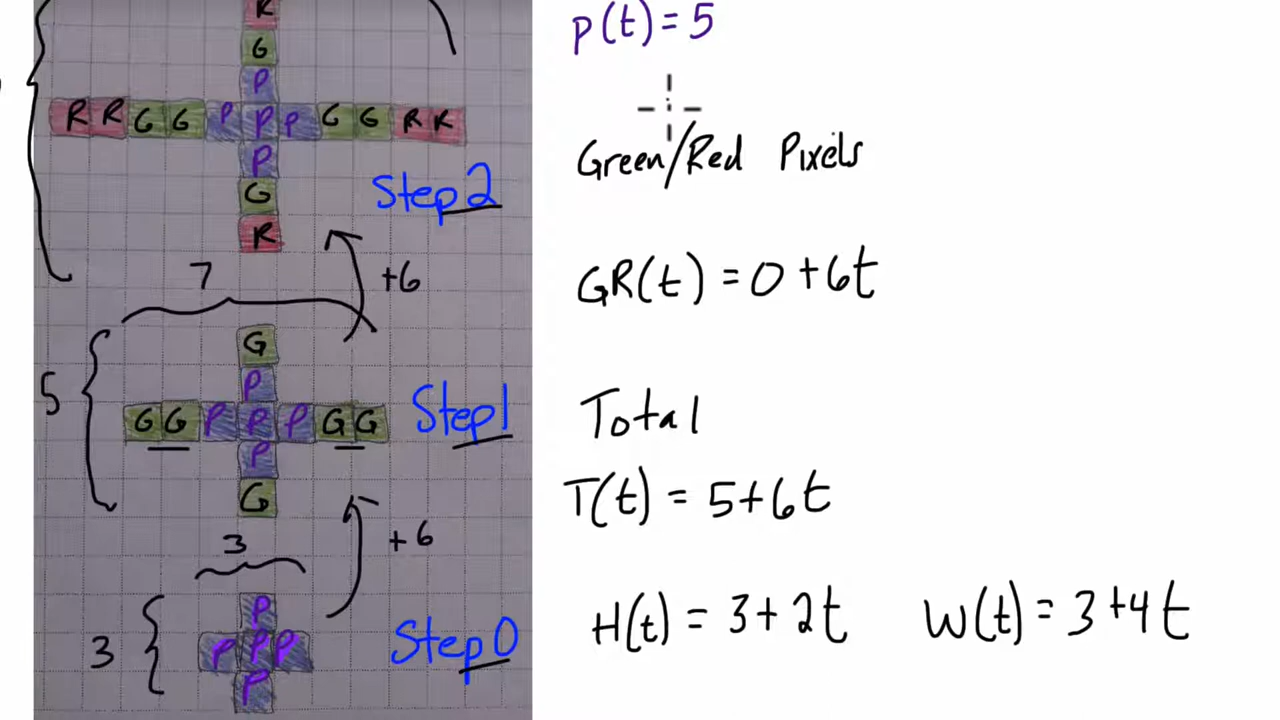 R
G
P
R R G G P P P G G R R
P
G
R
Step 2
7
+6
G
P
5
G G P P P G G
Step 1
P
G
3
+6
P
3
P P P
Step 0
P
P(t) = 5
Green/Red Pixels
GR(t) = 0 + 6t
Total
T(t) = 5 + 6t
H(t) = 3 + 2t
W(t) = 3 + 4t